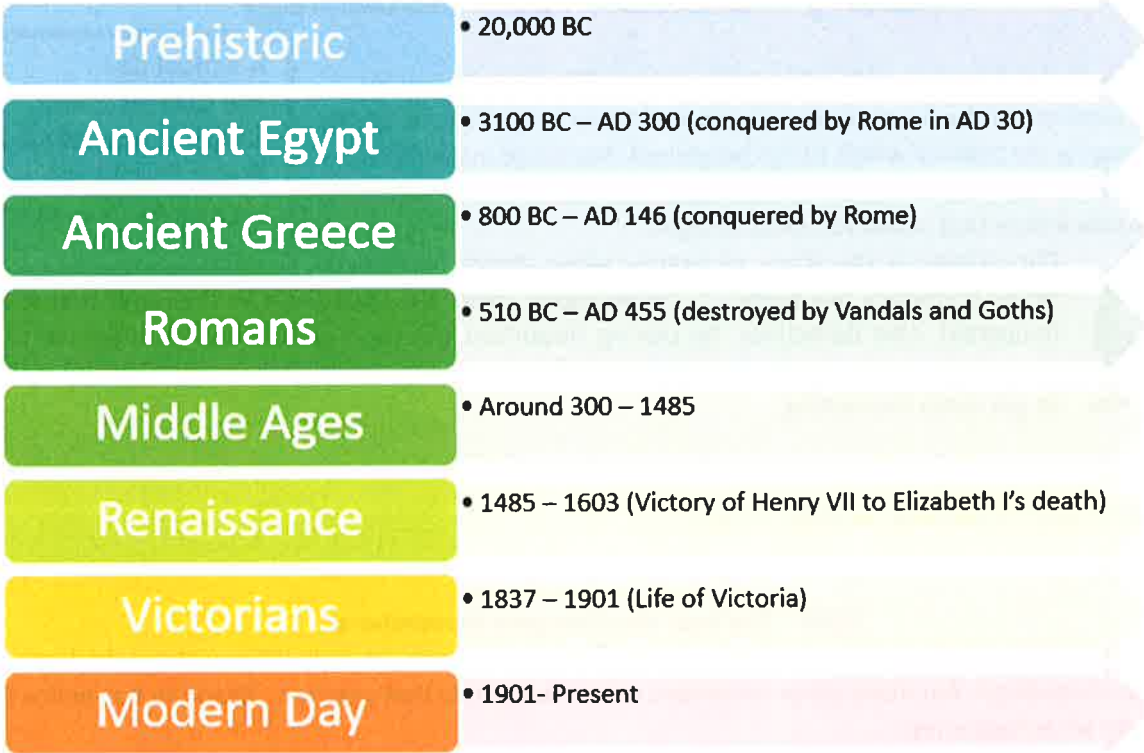 Prehistoric
• 20,000 BC
Ancient Egypt
• 3100 BC – AD 300 (conquered by Rome in AD 30)
Ancient Greece
• 800 BC – AD 146 (conquered by Rome)
Romans
• 510 BC – AD 455 (destroyed by Vandals and Goths)
Middle Ages
• Around 300 – 1485
Renaissance
• 1485 – 1603 (Victory of Henry VII to Elizabeth I's death)
Victorians
• 1837 – 1901 (Life of Victoria)
Modern Day
• 1901- Present